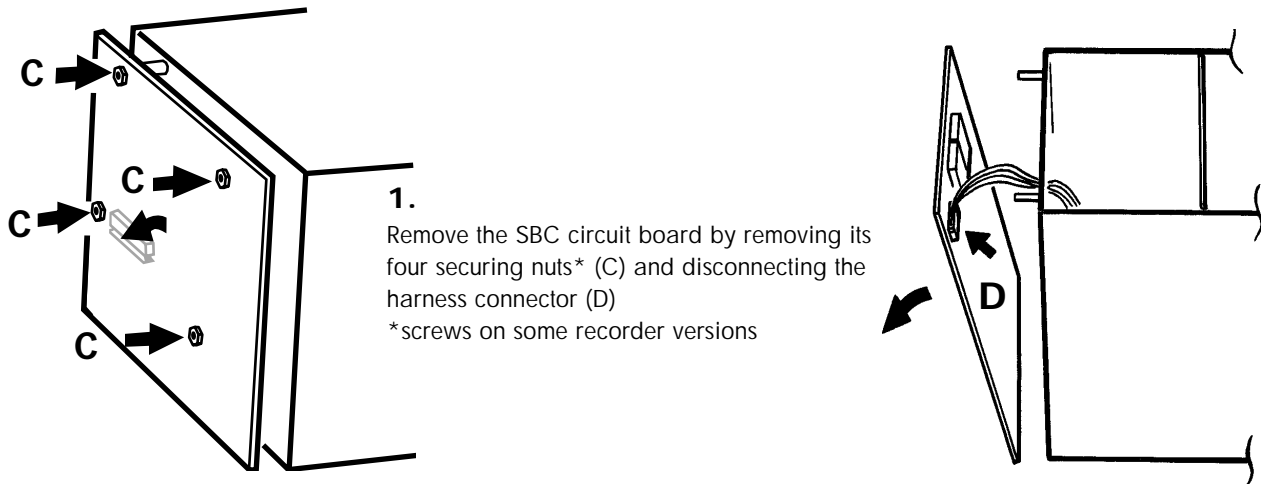 C
C
C
C
1.
Remove the SBC circuit board by removing its
four securing nuts* (C) and disconnecting the
harness connector (D)
*screws on some recorder versions
D